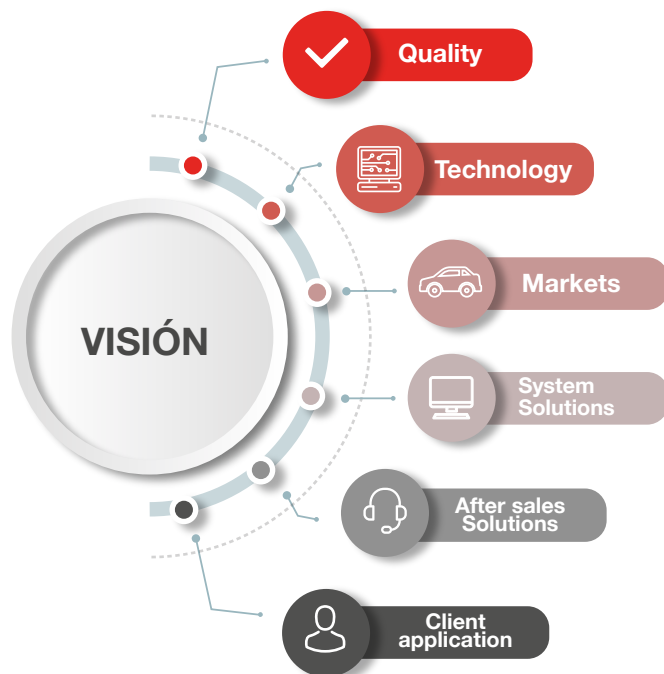 Quality
Technology
Markets
VISIÓN
System
Solutions
After sales
Solutions
Client
application